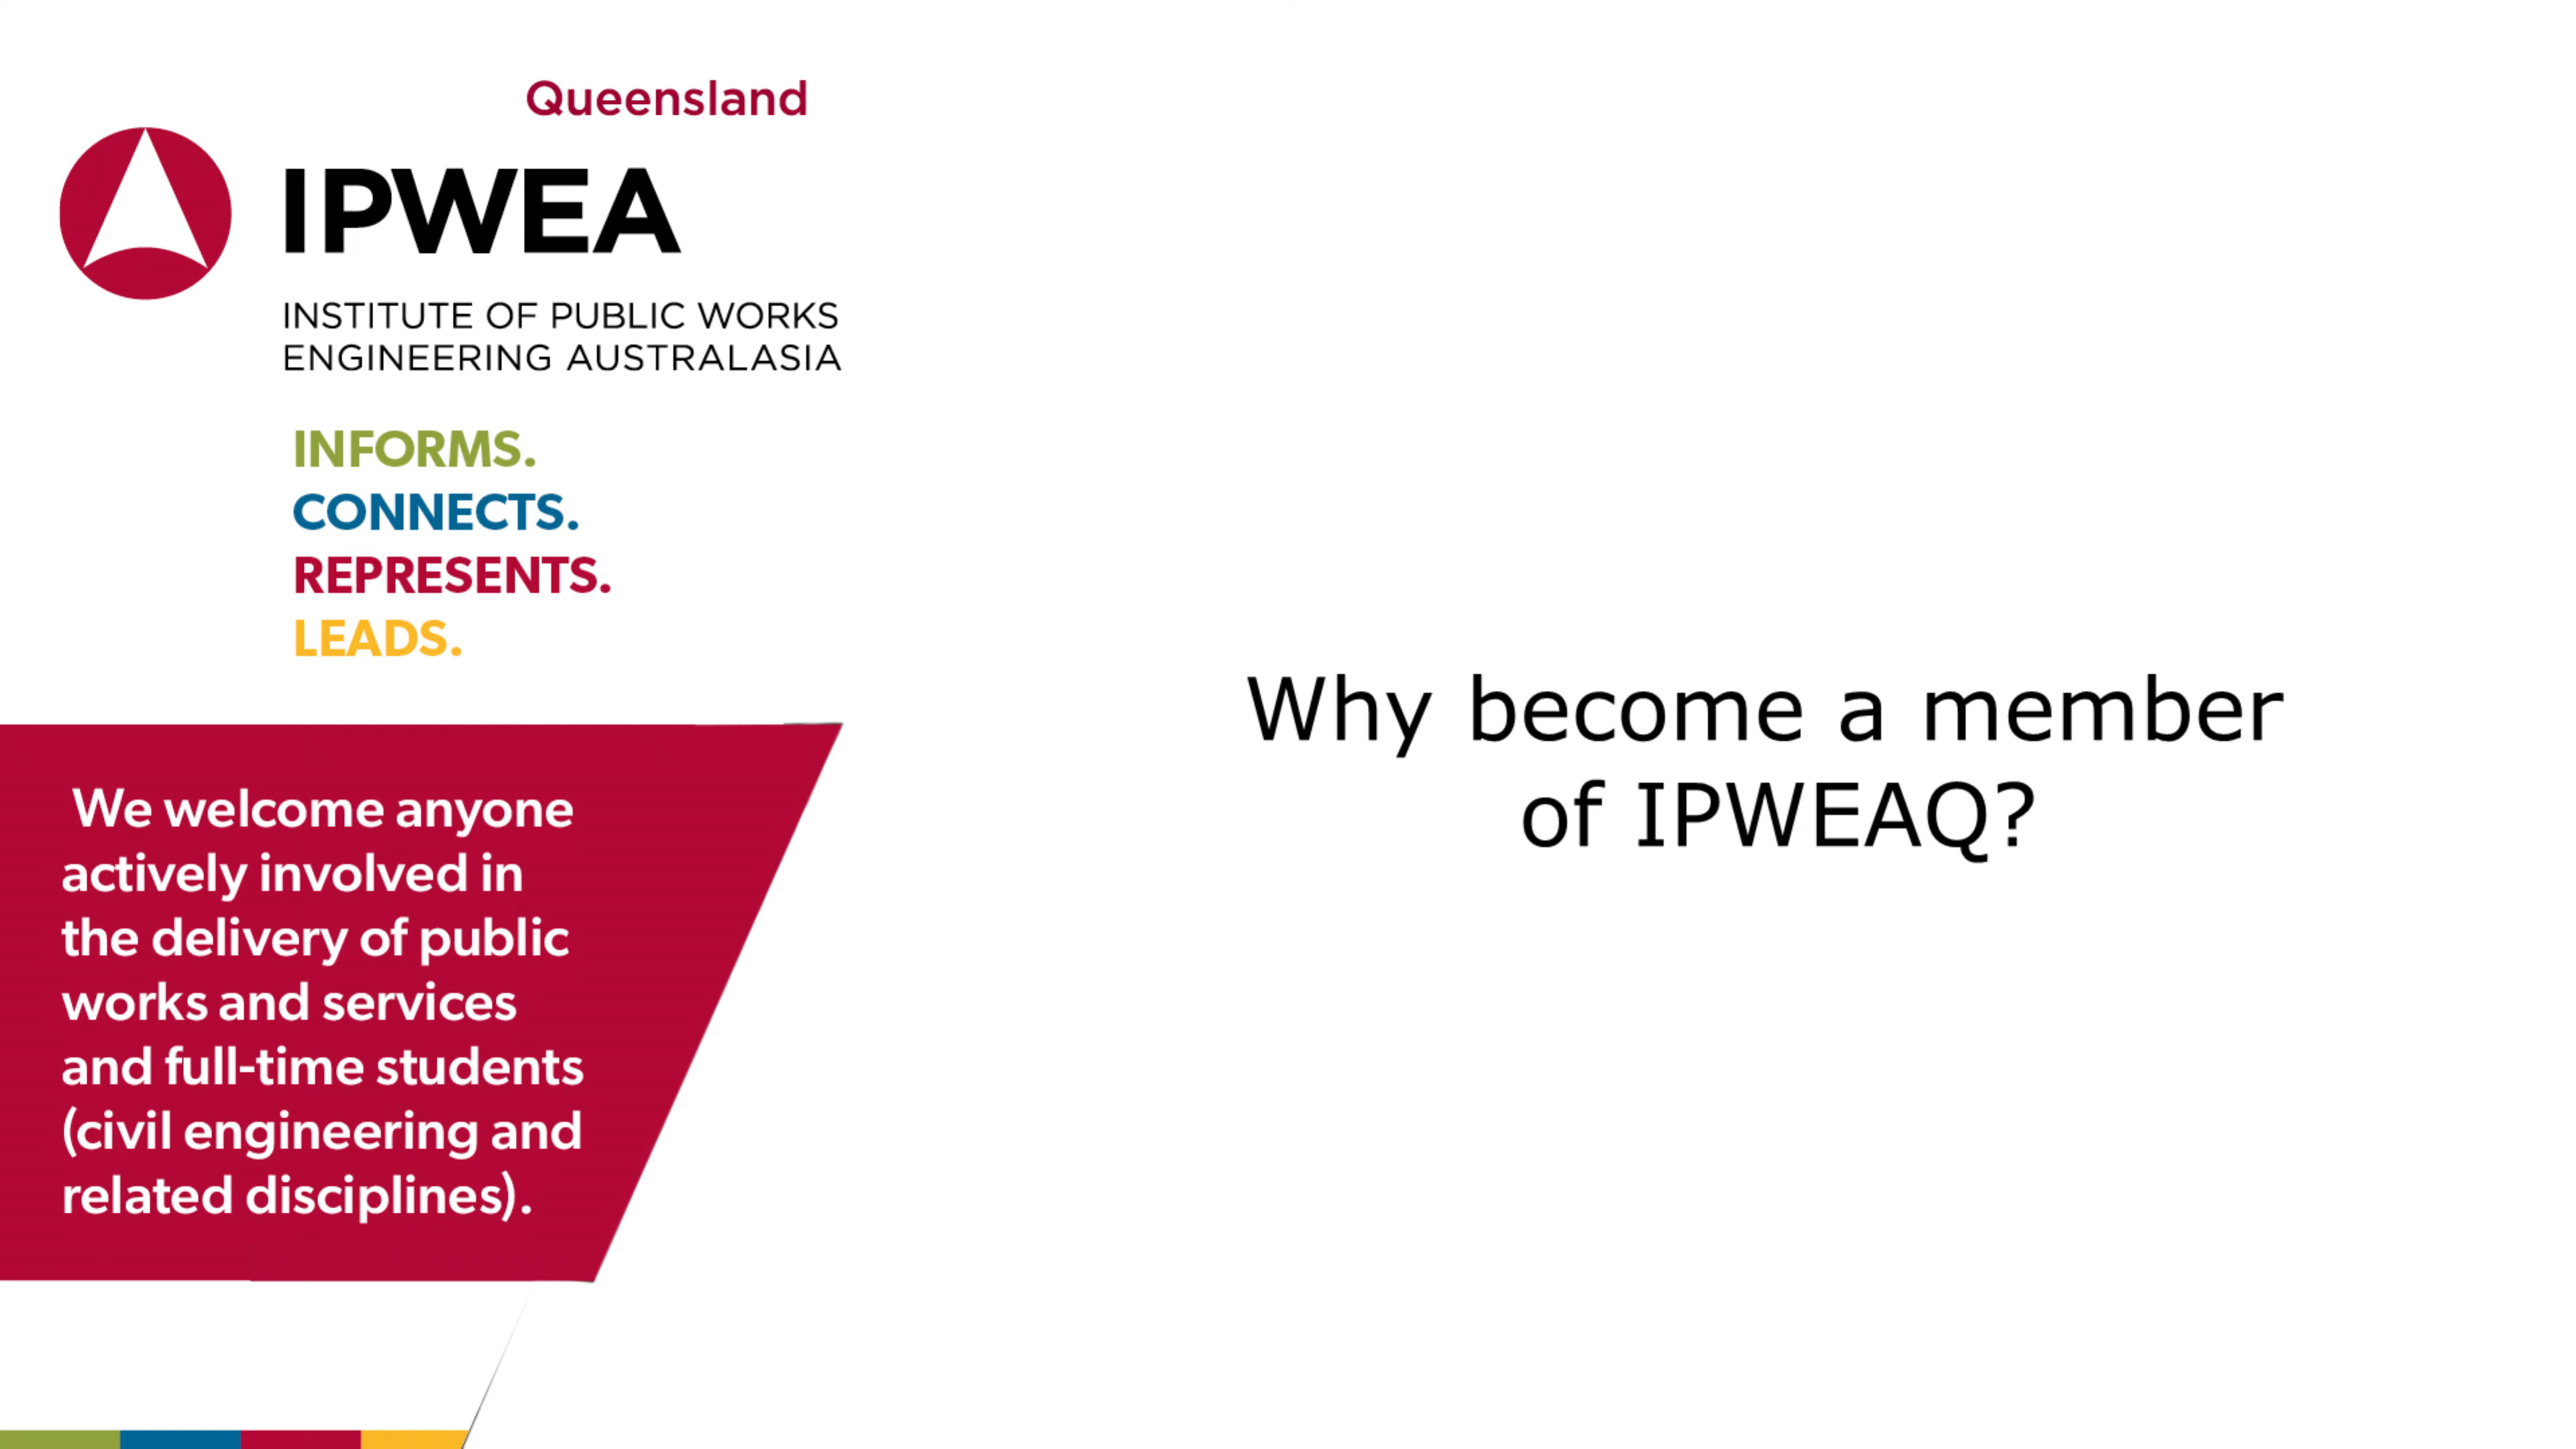 Queensland
IPWEA
INSTITUTE OF PUBLIC WORKS
ENGINEERING AUSTRALASIA
INFORMS.
CONNECTS.
REPRESENTS.
LEADS.
We welcome anyone
actively involved in
the delivery of public
works and services
and full-time students
(civil engineering and
related disciplines).
Why become a member
of IPWEAQ?